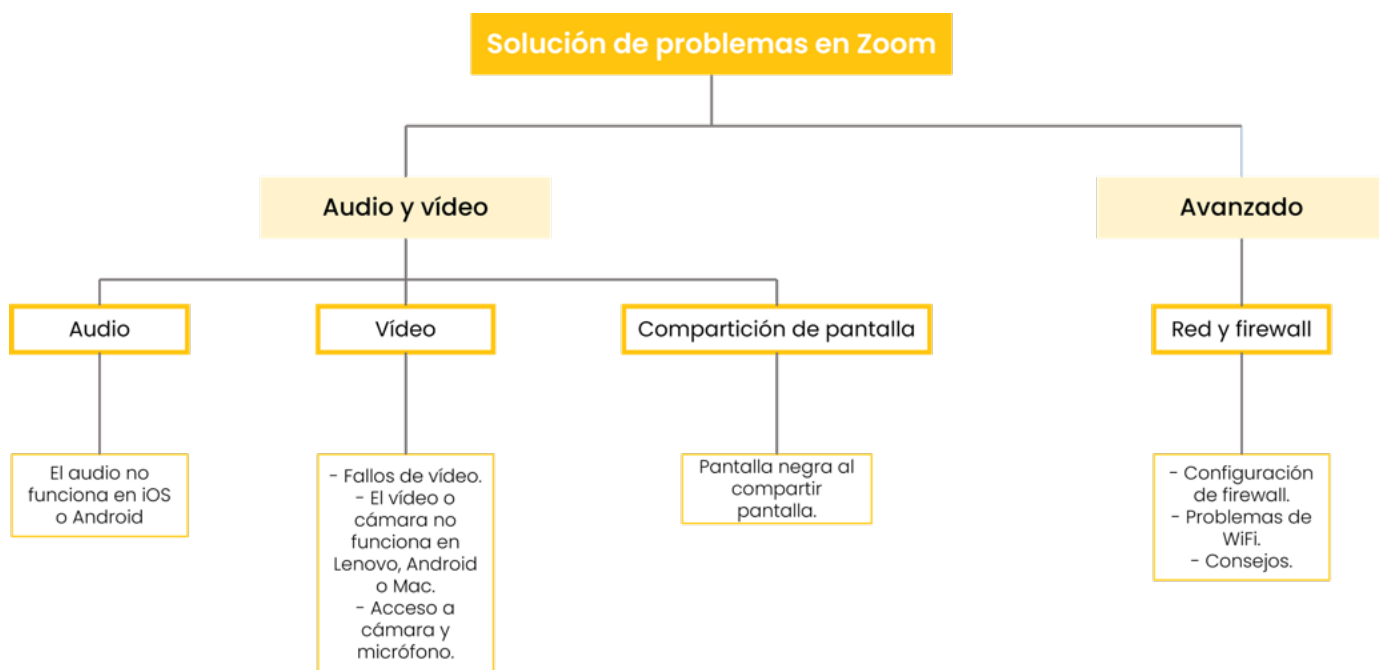 Solución de problemas en Zoom
Audio y vídeo
Avanzado
Audio
Vídeo
Compartición de pantalla
Red y firewall
El audio no
funciona en iOS
o Android
- Fallos de vídeo.
- El vídeo o
cámara no
funciona en
Lenovo, Android
o Mac.
- Acceso a
cámara y
micrófono.
Pantalla negra al
compartir
pantalla.
- Configuración
de firewall.
- Problemas de
WiFi.
- Consejos.